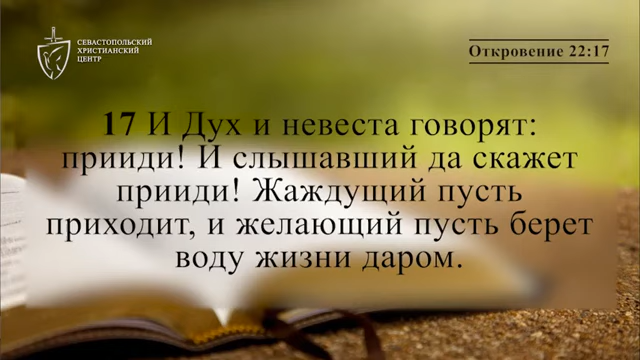 СЕВАСТОПОЛЬСКИЙ
ХРИСТИАНСКИЙ
ЦЕНТР
Откровение 22:17
17 И Дух и невеста говорят:
прииди! И слышавший да скажет
прииди! Жаждущий пусть
приходит, и желающий пусть берет
воду жизни даром.